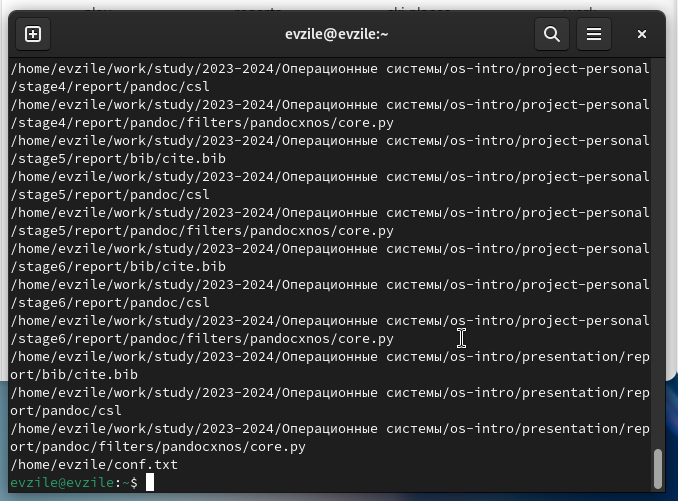 evzile@evzile:~
/home/evzile/work/study/2023-2024/Операционные системы/os-intro/project-personal
/stage4/report/pandoc/csl
/home/evzile/work/study/2023-2024/Операционные системы/os-intro/project-personal
/stage4/report/pandoc/filters/pandocxnos/core.py
/home/evzile/work/study/2023-2024/Операционные системы/os-intro/project-personal
/stage5/report/bib/cite.bib
/home/evzile/work/study/2023-2024/Операционные системы/os-intro/project-personal
/stage5/report/pandoc/csl
/home/evzile/work/study/2023-2024/Операционные системы/os-intro/project-personal
/stage5/report/pandoc/filters/pandocxnos/core.py
/home/evzile/work/study/2023-2024/Операционные системы/os-intro/project-personal
/stage6/report/bib/cite.bib
/home/evzile/work/study/2023-2024/Операционные системы/os-intro/project-personal
/stage6/report/pandoc/csl
/home/evzile/work/study/2023-2024/Операционные системы/os-intro/project-personal
/stage6/report/pandoc/filters/pandocxnos/core.py
/home/evzile/work/study/2023-2024/Операционные системы/os-intro/presentation/rep
ort/bib/cite.bib
/home/evzile/work/study/2023-2024/Операционные системы/os-intro/presentation/rep
ort/pandoc/csl
/home/evzile/work/study/2023-2024/Операционные системы/os-intro/presentation/rep
ort/pandoc/filters/pandocxnos/core.py
/home/evzile/conf.txt
evzile@evzile:~$